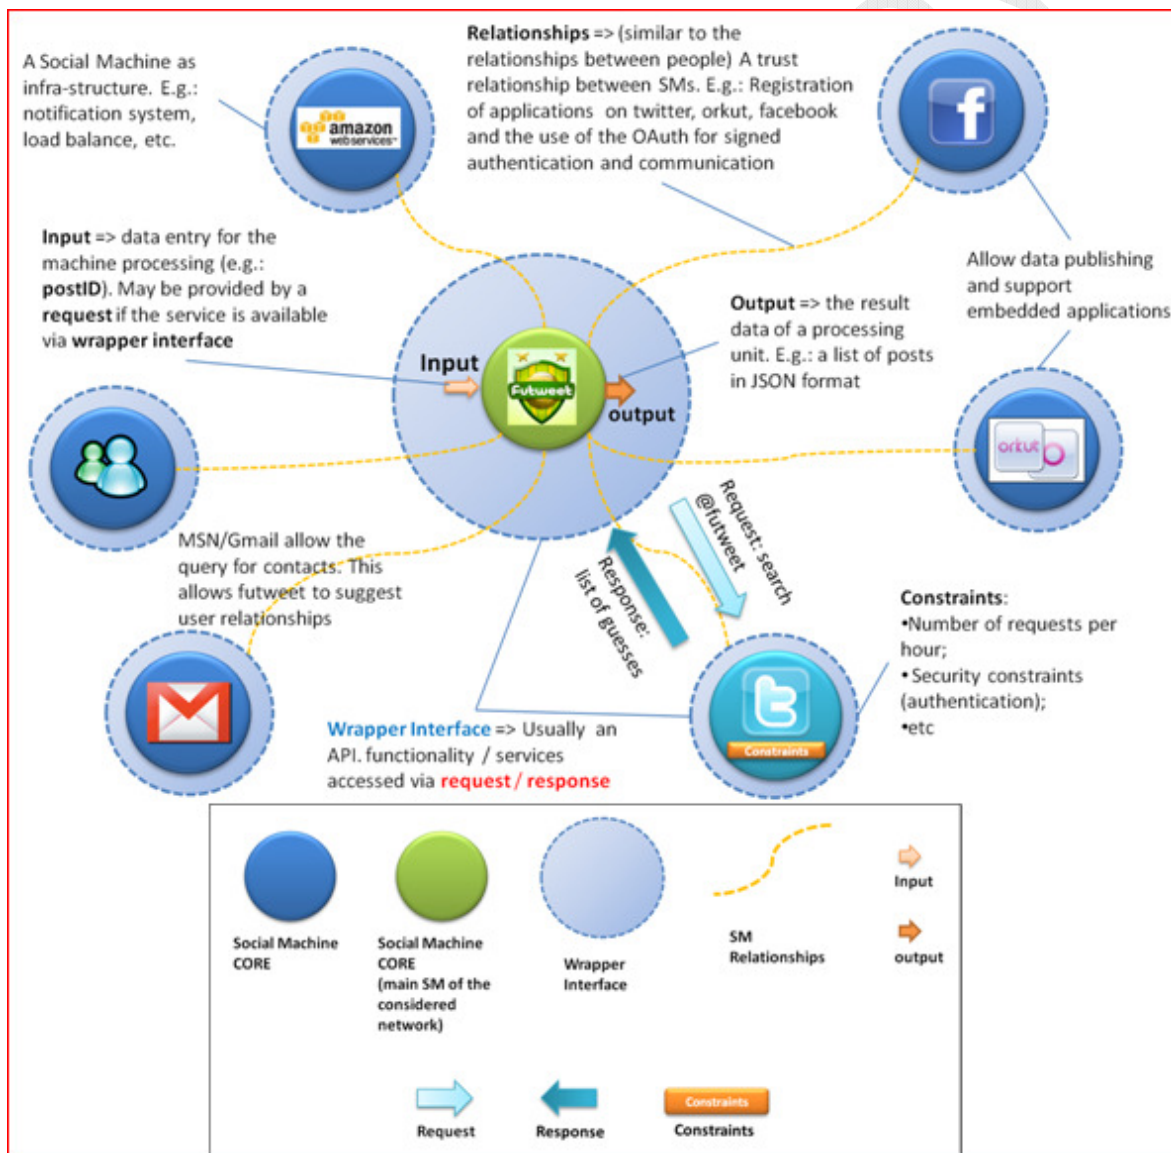 A Social Machine as
infra-structure. E.g.:
notification system,
load balance, etc.
amazon
webservices™
Relationships => (similar to the
relationships between people) A trust
relationship between SMs. E.g.: Registration
of applications on twitter, orkut, facebook
and the use of the OAuth for signed
authentication and communication
f
Input => data entry for the
machine processing (e.g.:
postID). May be provided by a
request if the service is available
via wrapper interface
Allow data publishing
and support
embedded applications
Output => the result
data of a processing
unit. E.g.: a list of posts
in JSON format
Input
Futweet
output
orkut
MSN/Gmail allow the
query for contacts. This
allows futweet to suggest
user relationships
Request: search
@futweet
Response:
list of guesses
Constraints:
•Number of requests per
hour;
•Security constraints
(authentication);
•etc
t
Constraints
Wrapper Interface => Usually an
API. functionality / services
accessed via request / response
Social Machine
CORE
Social Machine
CORE
(main SM of the
considered
network)
Wrapper
Interface
SM
Relationships
Input
output
Request
Response
Constraints
Constraints